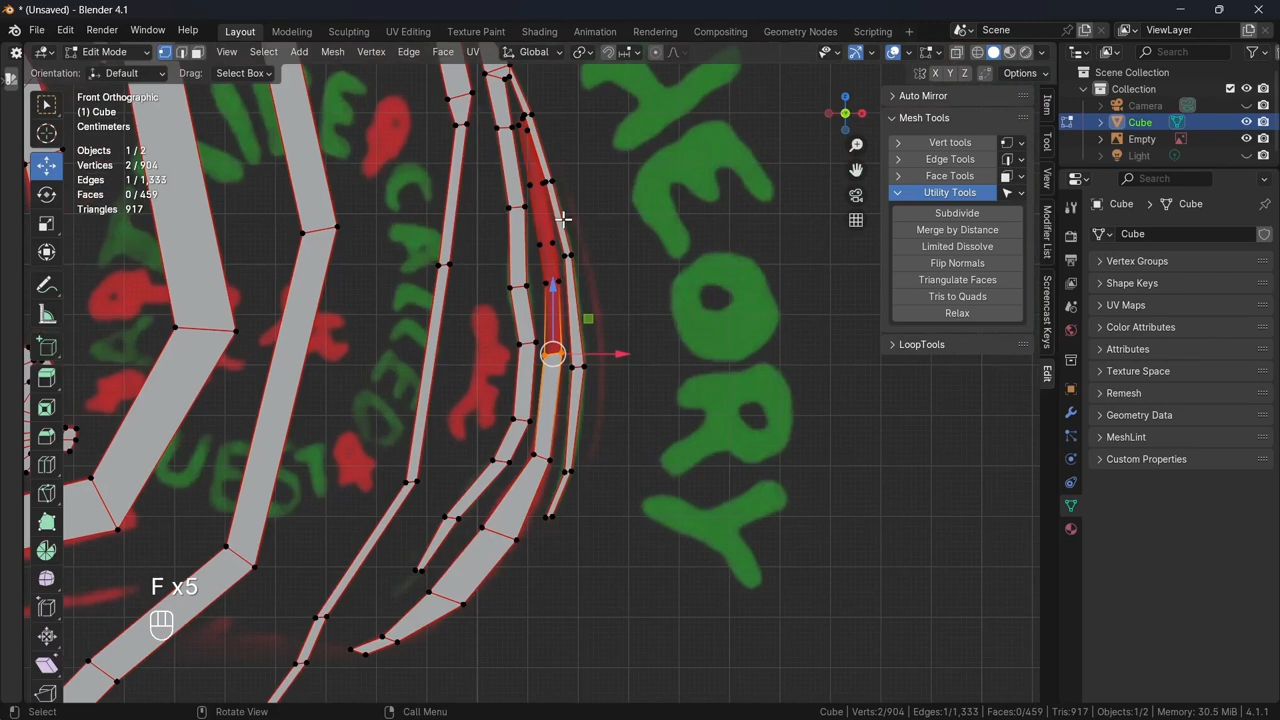 * (Unsaved) - Blender 4.1
File Edit Render Window Help Layout Modeling Sculpting UV Editing Texture Paint Shading Animation Rendering Compositing Geometry Nodes Scripting Scene ViewLayer
Edit Mode View Select Add Mesh Vertex Edge Face UV Global Search
Orientation: Default Drag: Select Box X Y Z Options
Scene Collection
Collection
Camera
Cube
Empty
Light
Front Orthographic
(1) Cube
Centimeters
Objects 1/2
Vertices 2/904
Edges 1/1,333
Faces 0/459
Triangles 917
Auto Mirror
Mesh Tools
Vert tools
Edge Tools
Face Tools
Utility Tools
Subdivide
Merge by Distance
Limited Dissolve
Flip Normals
Triangulate Faces
Tris to Quads
Relax
LoopTools
Item
Tool
View
Modifier List
Screencast Keys
Edit
Search
Cube Cube
Cube
Vertex Groups
Shape Keys
UV Maps
Color Attributes
Attributes
Texture Space
Remesh
Geometry Data
MeshLint
Custom Properties
CALLED
CUBES
THEORY
F x5
Select Rotate View Call Menu Cube | Verts:2/904 | Edges:1/1,333 | Faces:0/459 | Tris:917 | Objects:1/2 | Memory: 30.5 MiB | 4.1.1